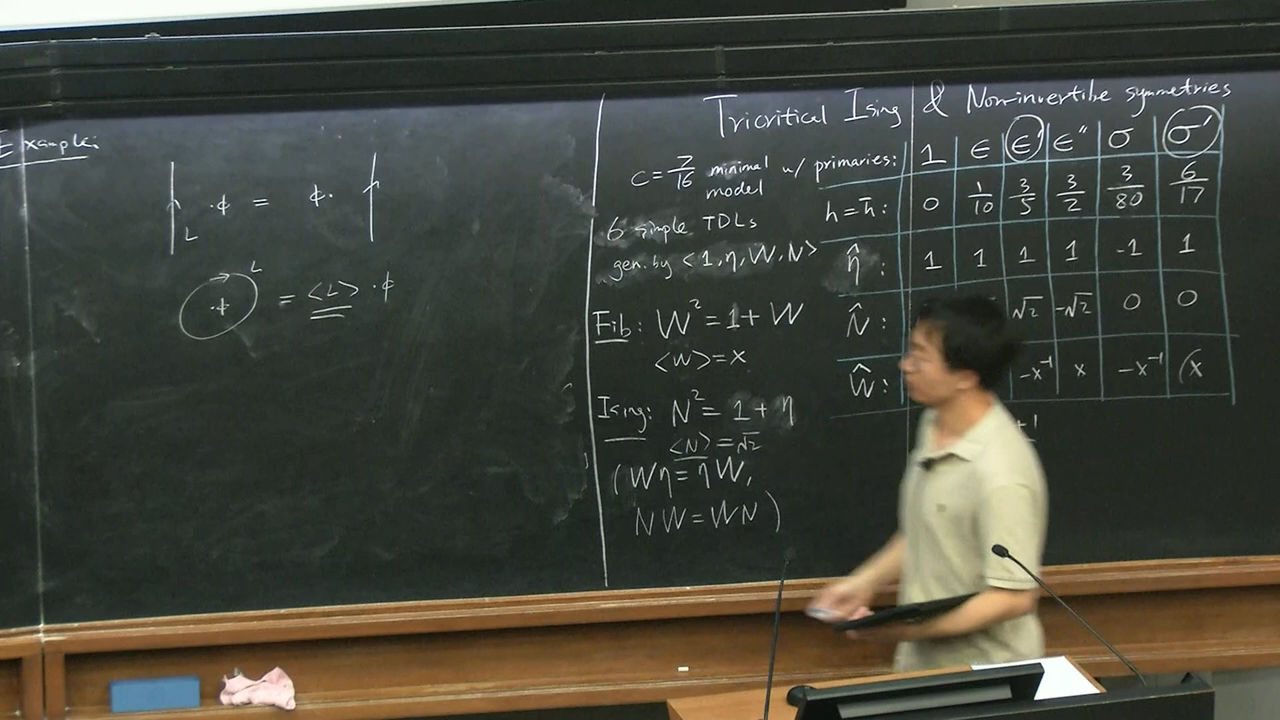 Example:
L · φ = φ ·
L
φ = <L> · φ
Tricritical Ising & Non-invertible symmetries
c = 7/16 minimal model w/ primaries: 1 ϵ ϵ' ϵ'' σ σ'
h = h̄ : 0 1/10 3/5 3/2 3/80 6/17
6 simple TDLs
gen. by <1, η, W, N>
η̂ : 1 1 1 1 -1 1
Fib: W² = 1 + W
N̂ : √2 -√2 0 0
<W> = x
Ŵ : -x⁻¹ x -x⁻¹ (x
Ising: N² = 1 + η
<N> = √2
(Wη = ηW,
NW = WN)